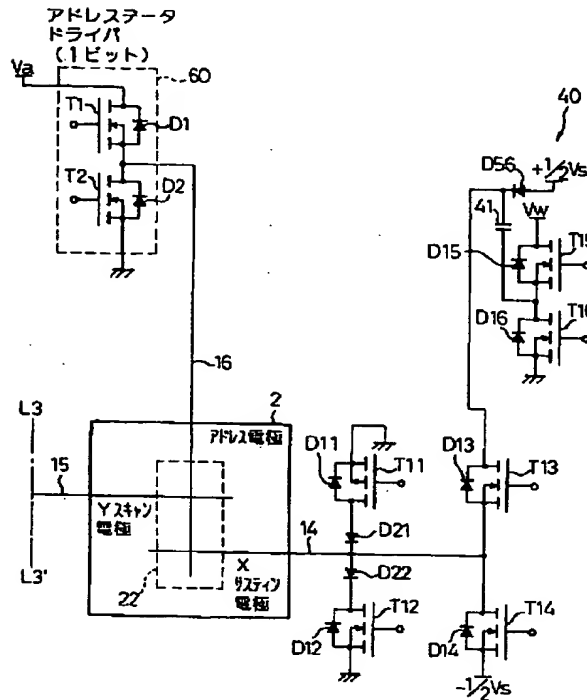 アドレスデータ
ドライバ
(1ビット)
Va
60
T1
D1
T2
D2
40
D56
+1/2Vs
41
Vw
D15
T15
D16
T16
16
2
L3
アドレス電極
15
D11
T11
D13
T13
Yスキャン
電極
14
D21
X
サスティン
電極
L3'
22
D22
D12
T12
D14
T14
-1/2Vs